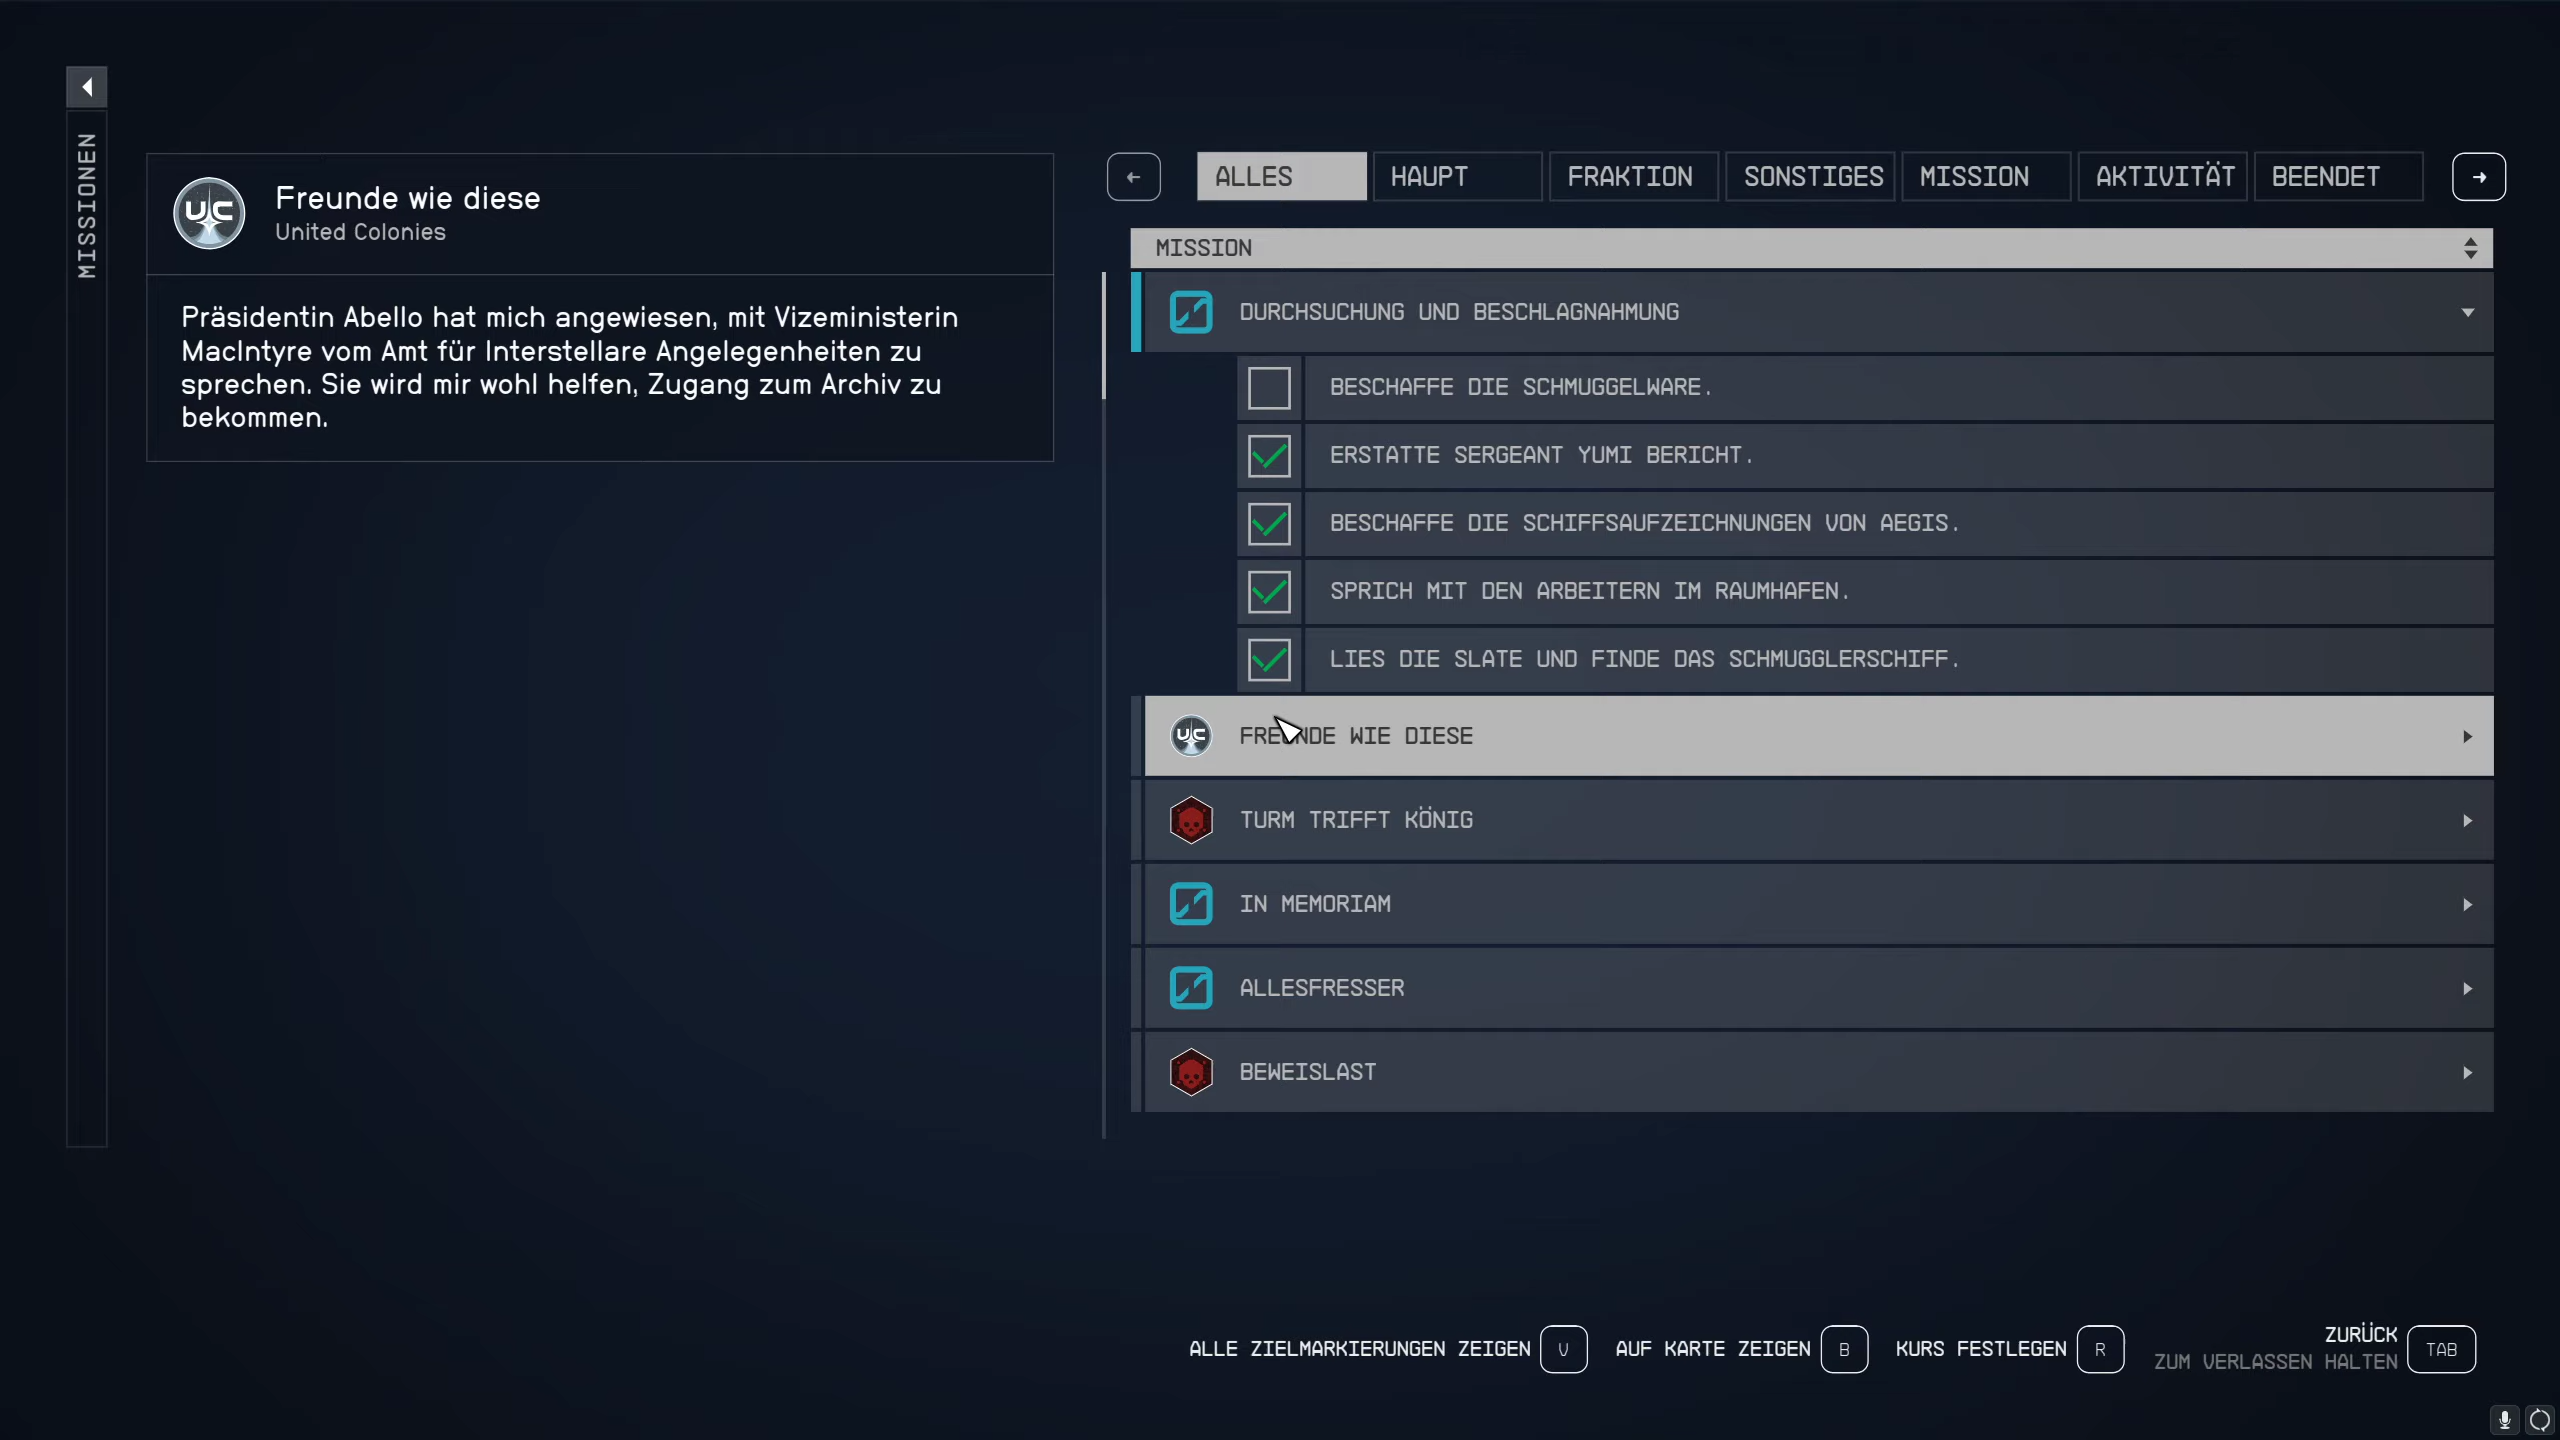 MISSIONEN
UC
Freunde wie diese
United Colonies
Präsidentin Abello hat mich angewiesen, mit Vizeministerin
MacIntyre vom Amt für Interstellare Angelegenheiten zu
sprechen. Sie wird mir wohl helfen, Zugang zum Archiv zu
bekommen.
ALLES HAUPT FRAKTION SONSTIGES MISSION AKTIVITÄT BEENDET
MISSION
DURCHSUCHUNG UND BESCHLAGNAHMUNG
BESCHAFFE DIE SCHMUGGELWARE.
ERSTATTE SERGEANT YUMI BERICHT.
BESCHAFFE DIE SCHIFFSAUFZEICHNUNGEN VON AEGIS.
SPRICH MIT DEN ARBEITERN IM RAUMHAFEN.
LIES DIE SLATE UND FINDE DAS SCHMUGGLERSCHIFF.
UC FREUNDE WIE DIESE
TURM TRIFFT KÖNIG
IN MEMORIAM
ALLESFRESSER
BEWEISLAST
ALLE ZIELMARKIERUNGEN ZEIGEN V AUF KARTE ZEIGEN B KURS FESTLEGEN R ZURÜCK
ZUM VERLASSEN HALTEN TAB